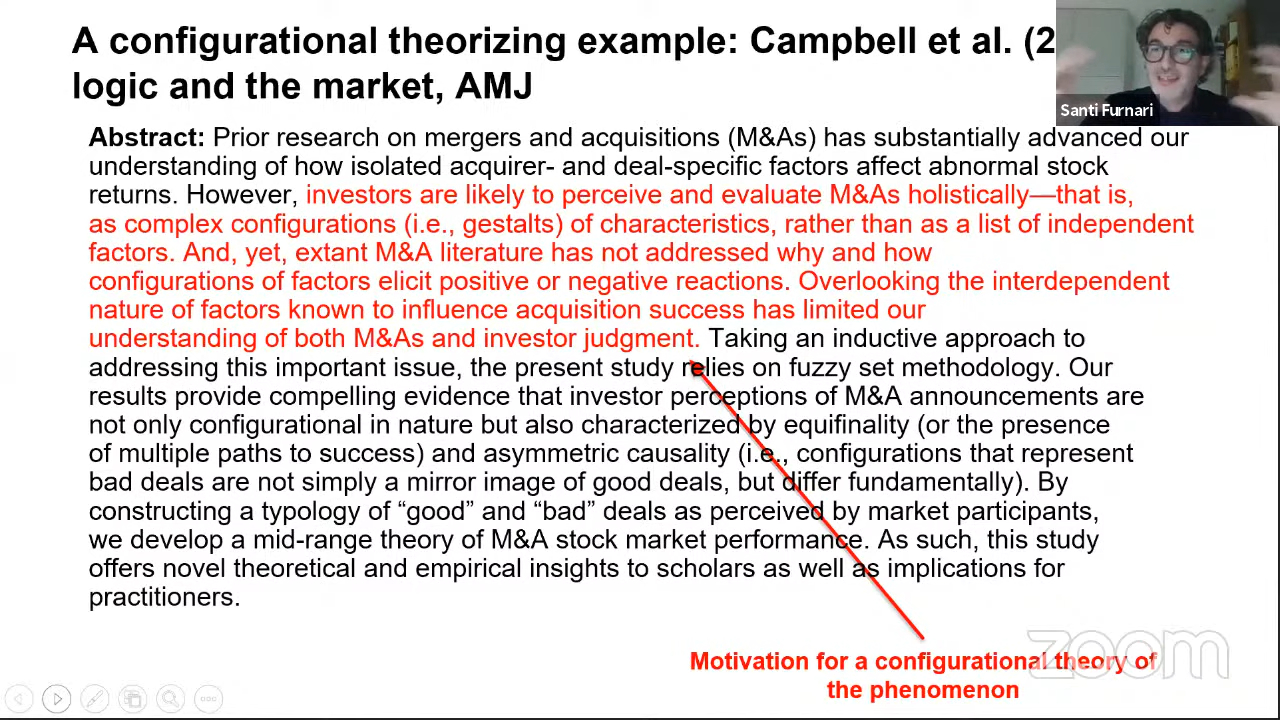 A configurational theorizing example: Campbell et al. (2
logic and the market, AMJ
Santi Furnari
Abstract: Prior research on mergers and acquisitions (M&As) has substantially advanced our
understanding of how isolated acquirer- and deal-specific factors affect abnormal stock
returns. However, investors are likely to perceive and evaluate M&As holistically—that is,
as complex configurations (i.e., gestalts) of characteristics, rather than as a list of independent
factors. And, yet, extant M&A literature has not addressed why and how
configurations of factors elicit positive or negative reactions. Overlooking the interdependent
nature of factors known to influence acquisition success has limited our
understanding of both M&As and investor judgment. Taking an inductive approach to
addressing this important issue, the present study relies on fuzzy set methodology. Our
results provide compelling evidence that investor perceptions of M&A announcements are
not only configurational in nature but also characterized by equifinality (or the presence
of multiple paths to success) and asymmetric causality (i.e., configurations that represent
bad deals are not simply a mirror image of good deals, but differ fundamentally). By
constructing a typology of “good” and “bad” deals as perceived by market participants,
we develop a mid-range theory of M&A stock market performance. As such, this study
offers novel theoretical and empirical insights to scholars as well as implications for
practitioners.
Motivation for a configurational theory of
the phenomenon
zoom